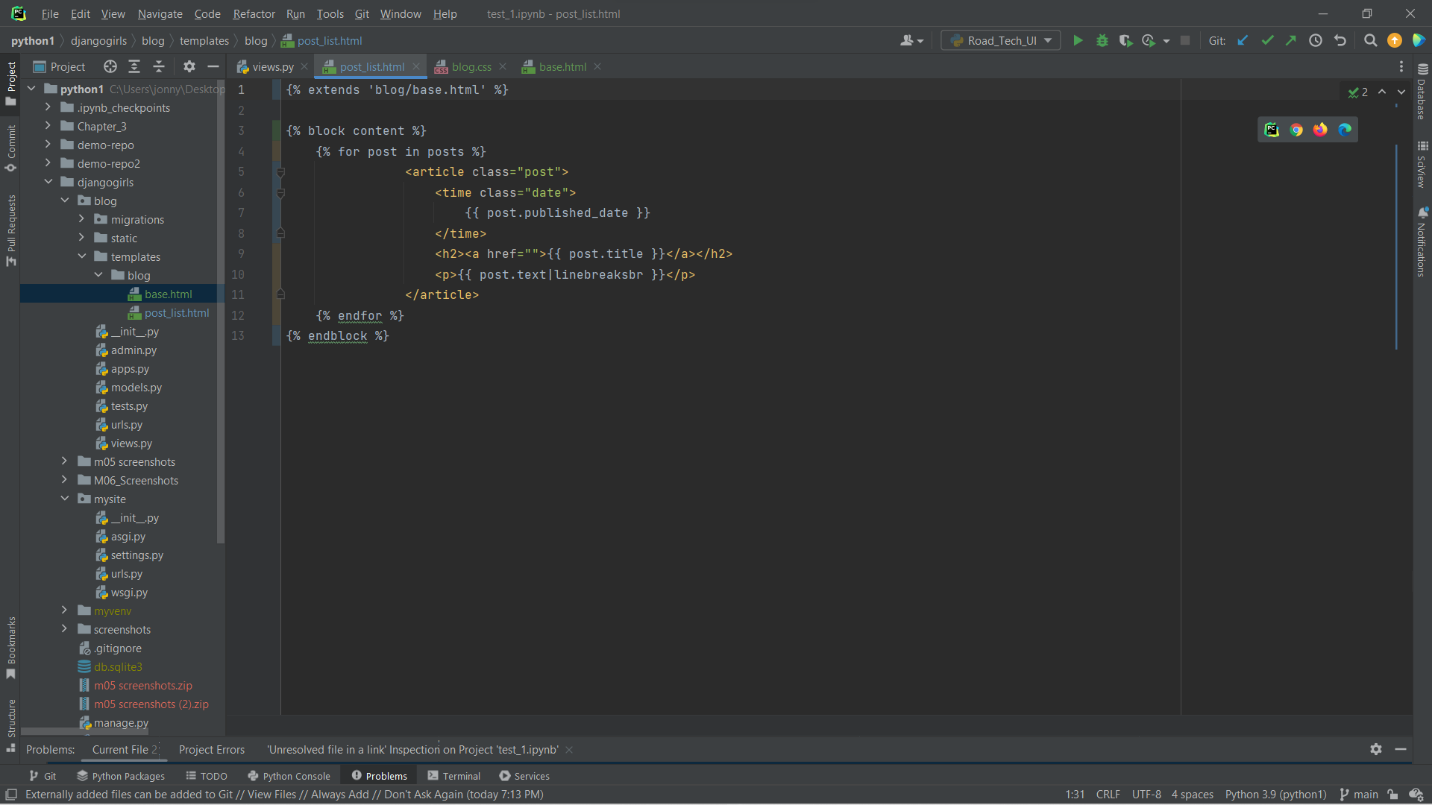 PC File Edit View Navigate Code Refactor Run Tools Git Window Help test_1.ipynb - post_list.html
python1 djangogirls blog templates blog post_list.html Road_Tech_UI Git:
Project views.py post_list.html blog.css base.html
python1 C:\Users\jonny\Desktop
.ipynb_checkpoints
Chapter_3
demo-repo
demo-repo2
djangogirls
blog
migrations
static
templates
blog
base.html
post_list.html
__init__.py
admin.py
apps.py
models.py
tests.py
urls.py
views.py
m05 screenshots
M06_Screenshots
mysite
__init__.py
asgi.py
settings.py
urls.py
wsgi.py
myvenv
screenshots
.gitignore
db.sqlite3
m05 screenshots.zip
m05 screenshots (2).zip
manage.py
1 {% extends 'blog/base.html' %}
2
3 {% block content %}
4 {% for post in posts %}
5 <article class="post">
6 <time class="date">
7 {{ post.published_date }}
8 </time>
9 <h2><a href="">{{ post.title }}</a></h2>
10 <p>{{ post.text|linebreaksbr }}</p>
11 </article>
12 {% endfor %}
13 {% endblock %}
2
Project
Commit
Pull Requests
Bookmarks
Structure
Database
SciView
Notifications
Problems: Current File 2 Project Errors 'Unresolved file in a link' Inspection on Project 'test_1.ipynb'
Git Python Packages TODO Python Console Problems Terminal Services
Externally added files can be added to Git // View Files // Always Add // Don't Ask Again (today 7:13 PM) 1:31 CRLF UTF-8 4 spaces Python 3.9 (python1) main